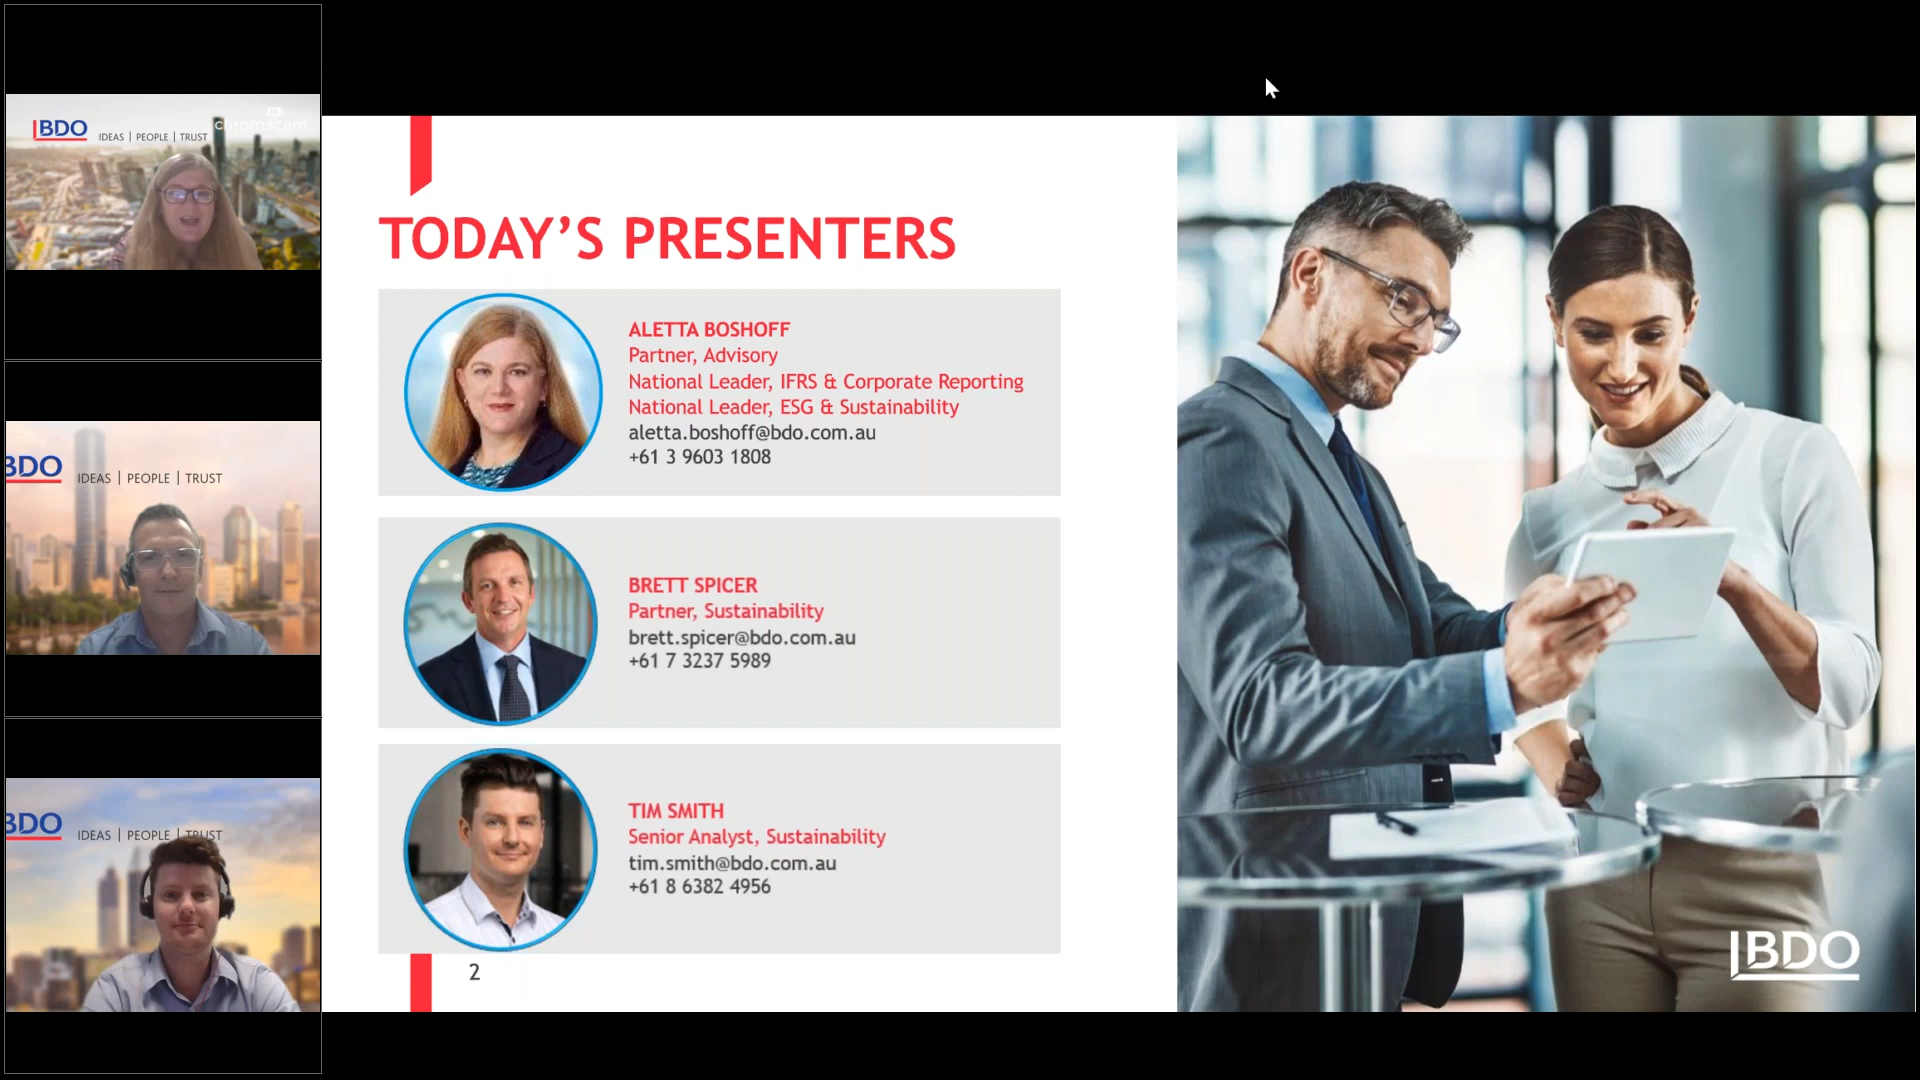 BDO IDEAS | PEOPLE | TRUST
chromacam
BDO IDEAS | PEOPLE | TRUST
BDO IDEAS | PEOPLE | TRUST
TODAY’S PRESENTERS
ALETTA BOSHOFF
Partner, Advisory
National Leader, IFRS & Corporate Reporting
National Leader, ESG & Sustainability
aletta.boshoff@bdo.com.au
+61 3 9603 1808
BRETT SPICER
Partner, Sustainability
brett.spicer@bdo.com.au
+61 7 3237 5989
TIM SMITH
Senior Analyst, Sustainability
tim.smith@bdo.com.au
+61 8 6382 4956
2
BDO